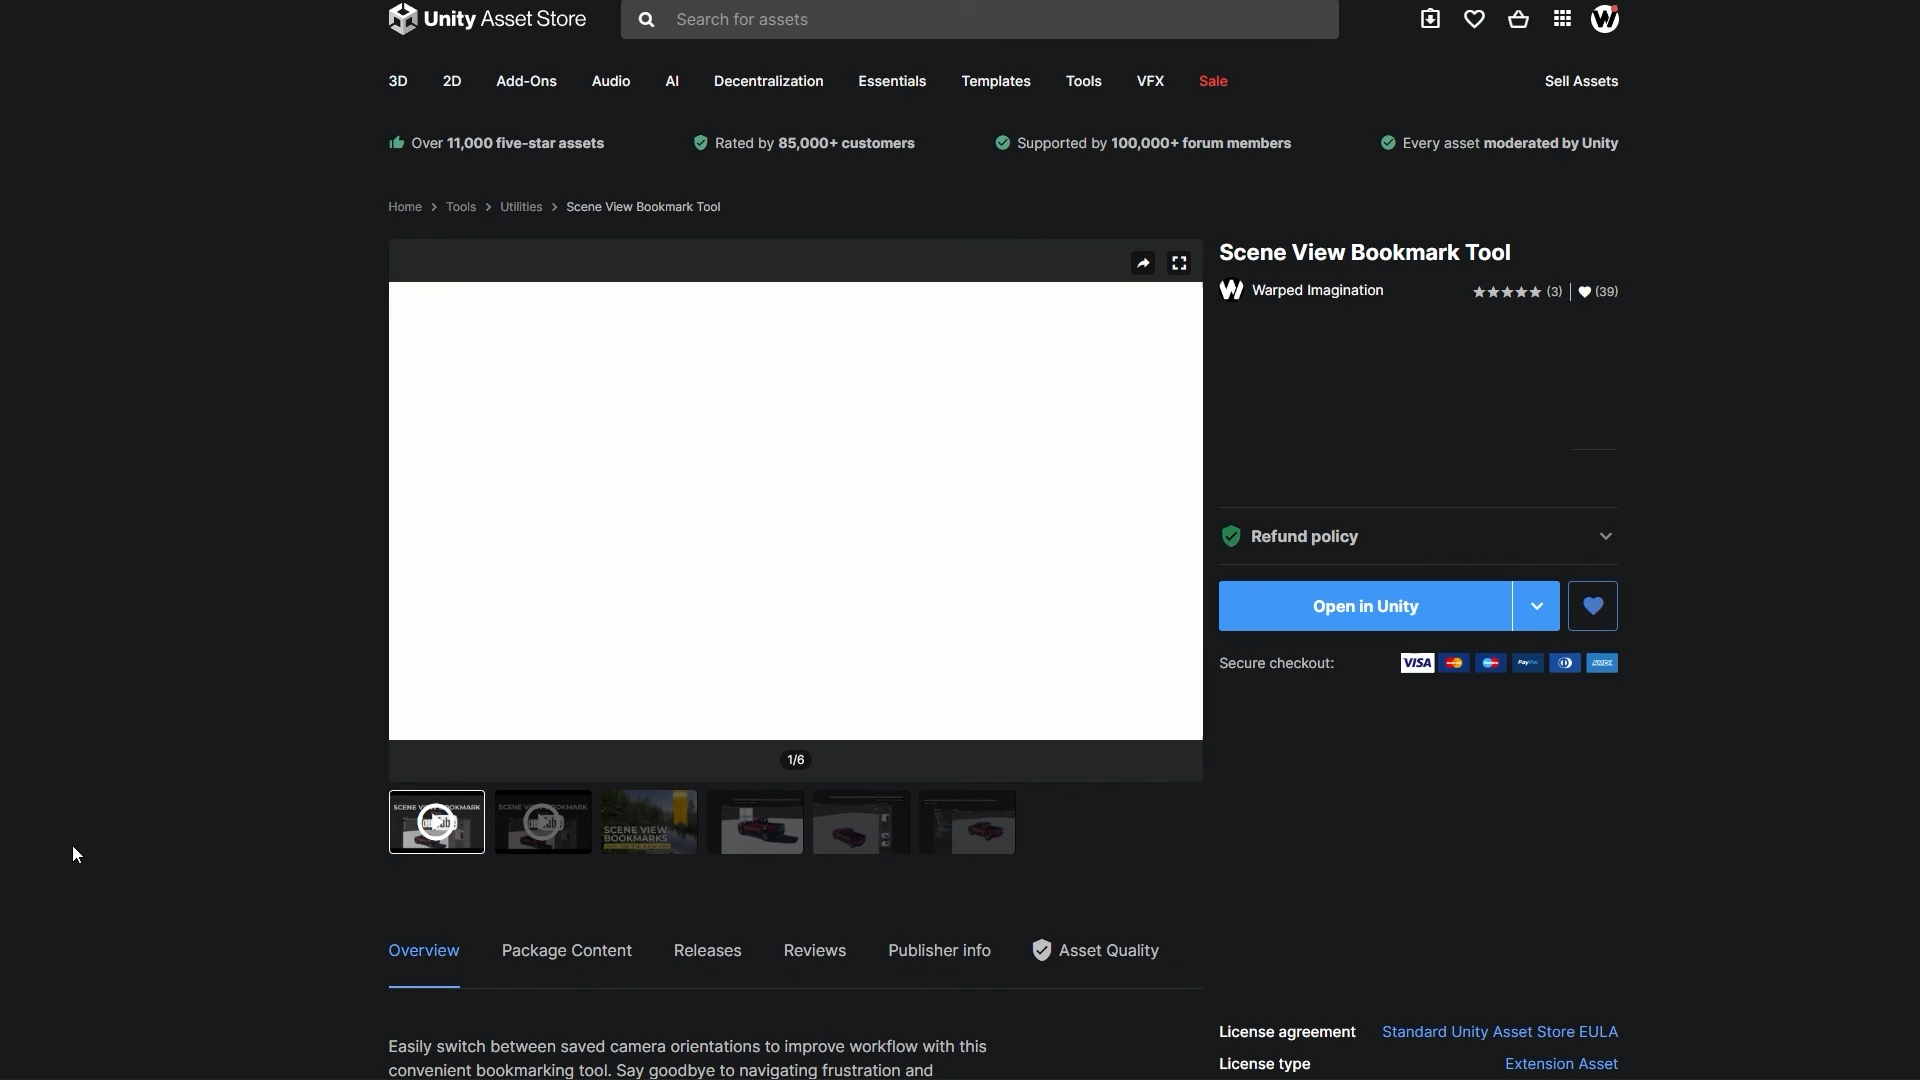 Unity Asset Store
Search for assets
3D 2D Add-Ons Audio AI Decentralization Essentials Templates Tools VFX Sale Sell Assets
Over 11,000 five-star assets Rated by 85,000+ customers Supported by 100,000+ forum members Every asset moderated by Unity
Home > Tools > Utilities > Scene View Bookmark Tool
Scene View Bookmark Tool
W Warped Imagination (3) | (39)
Refund policy
Open in Unity
Secure checkout: VISA PayPal AMEX
1/6
SCENE VIEW
BOOKMARKS
Overview Package Content Releases Reviews Publisher info Asset Quality
License agreement Standard Unity Asset Store EULA
License type Extension Asset
Easily switch between saved camera orientations to improve workflow with this
convenient bookmarking tool. Say goodbye to navigating frustration and